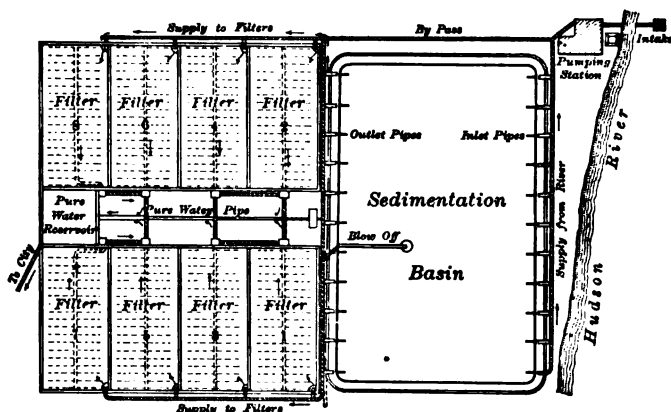 Supply to Filters
By Pass
Intake
Pumping
Station
Filter
Filter
Filter
Filter
Outlet Pipes
Inlet Pipes
River
Pure
Water
Reservoir
Pure Water Pipe
Sedimentation
Basin
Blow Off
Supply from River
Hudson
To City
Filter
Filter
Filter
Filter
Supply to Filters